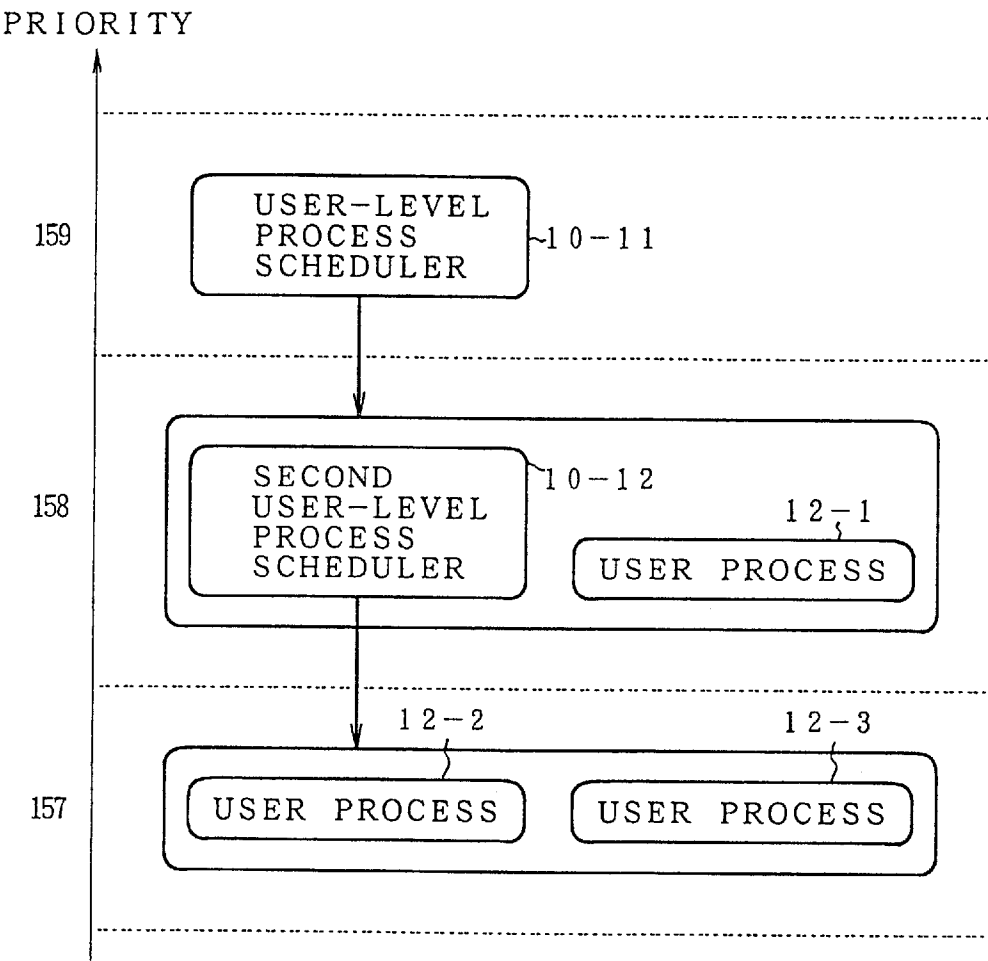 PRIORITY
159
USER-LEVEL
PROCESS
SCHEDULER
10-11
158
SECOND
USER-LEVEL
PROCESS
SCHEDULER
10-12
12-1
USER PROCESS
157
12-2
USER PROCESS
12-3
USER PROCESS